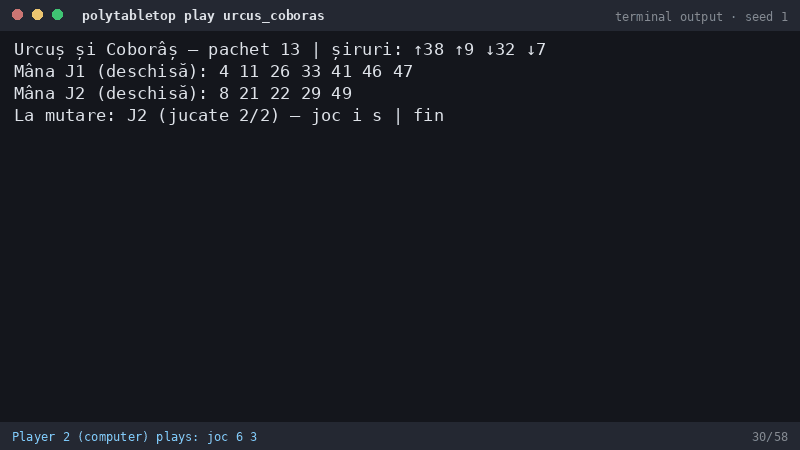 polytabletop play urcus_coboras
terminal output · seed 1
Urcuș și Coborâș — pachet 13 | șiruri: ↑38 ↑9 ↓32 ↓7
Mâna J1 (deschisă): 4 11 26 33 41 46 47
Mâna J2 (deschisă): 8 21 22 29 49
La mutare: J2 (jucate 2/2) — joc i s | fin
Player 2 (computer) plays: joc 6 3
30/58